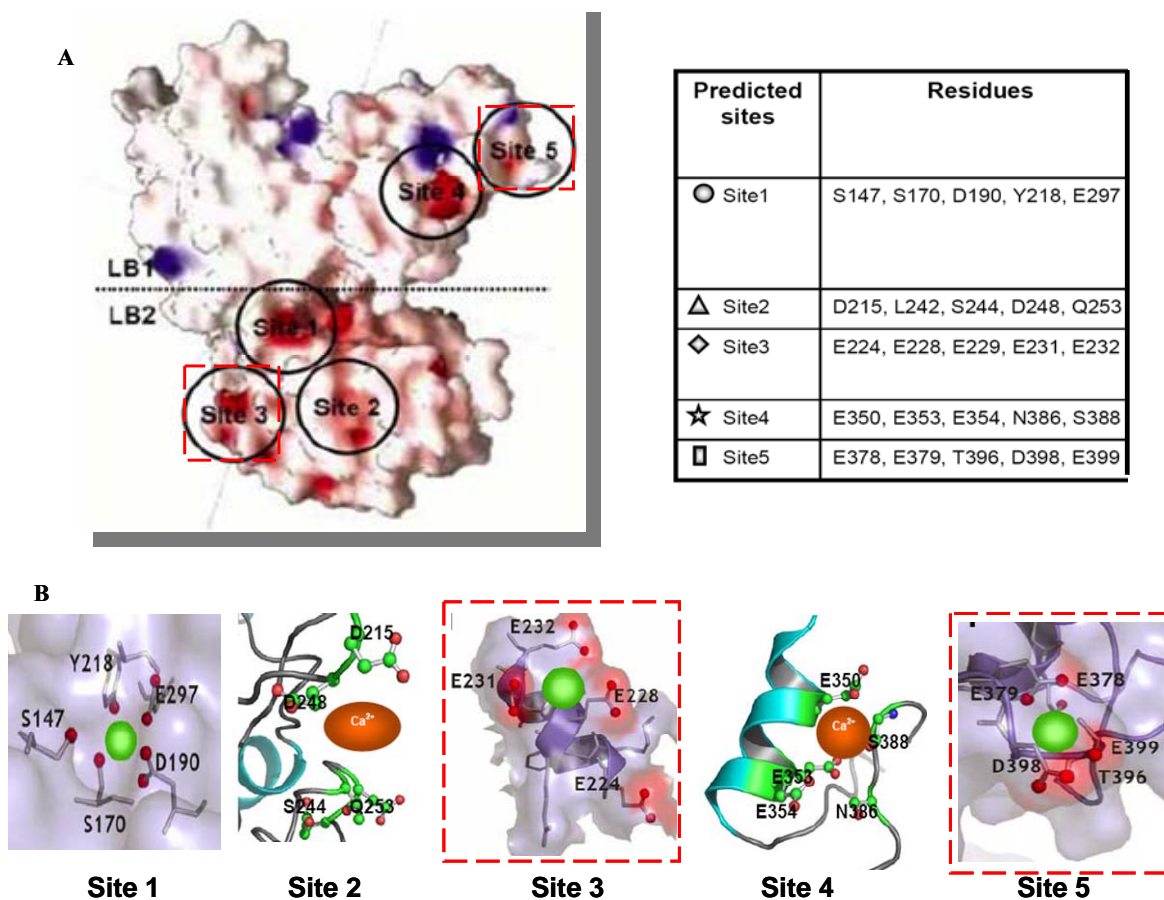 A
Site 5
Site 4
LB1
LB2
Site 1
Site 3
Site 2
Predicted sites Residues
Site1 S147, S170, D190, Y218, E297
Site2 D215, L242, S244, D248, Q253
Site3 E224, E228, E229, E231, E232
Site4 E350, E353, E354, N386, S388
Site5 E378, E379, T396, D398, E399
B
Y218
E297
S147
D190
S170
D215
D248
Ca2+
S244
Q253
E232
E231
E228
E224
E350
Ca2+
S388
E353
E354
N386
E379
E378
E399
D398
T396
Site 1
Site 2
Site 3
Site 4
Site 5